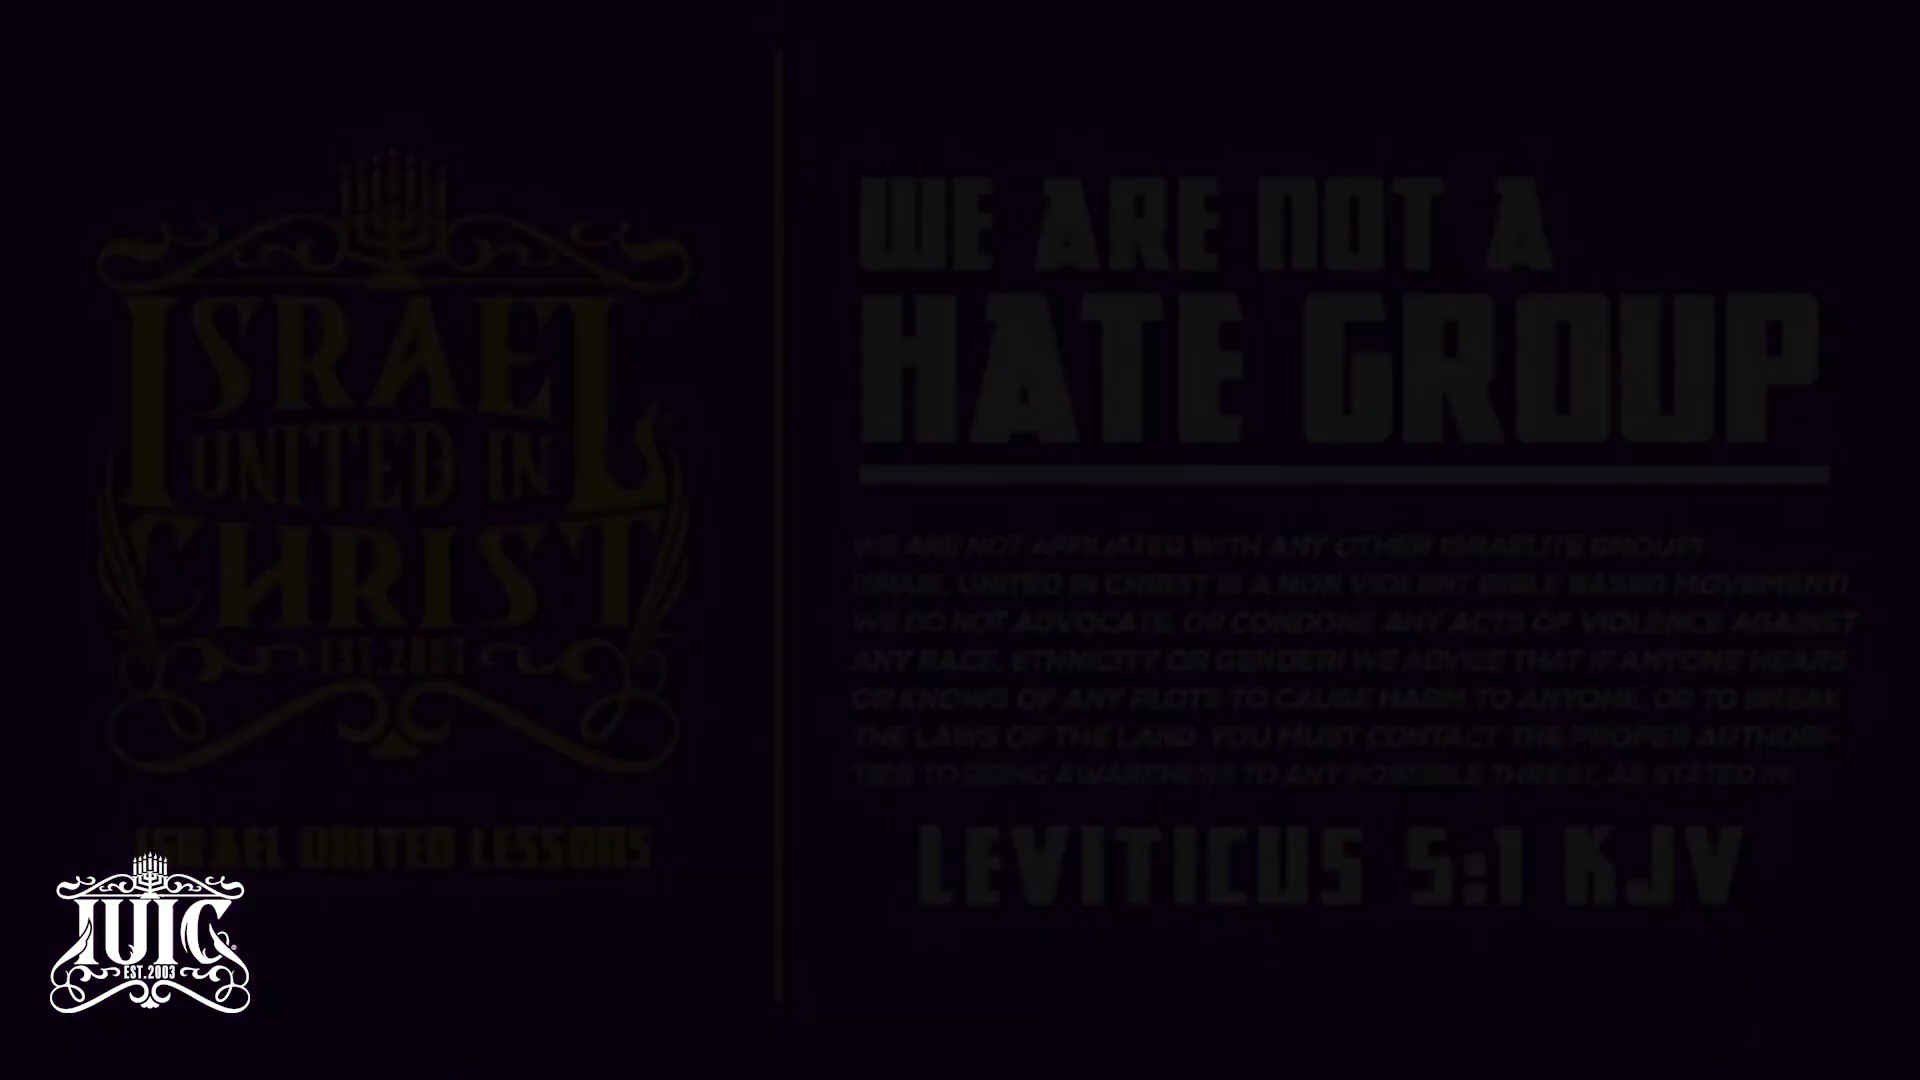 ISRAEL
UNITED IN
CHRIST
EST.2003
ISRAEL UNITED LESSONS
IUIC
EST.2003
WE ARE NOT A
HATE GROUP
WE ARE NOT AFFILIATED WITH ANY OTHER ISRAELITE GROUP!
ISRAEL UNITED IN CHRIST IS A NON VIOLENT BIBLE BASED MOVEMENT!
WE DO NOT ADVOCATE, OR CONDONE ANY ACTS OF VIOLENCE AGAINST
ANY RACE, ETHNICITY OR GENDER! WE ADVISE THAT IF ANYONE HEARS
OR KNOWS OF ANY PLOTS TO CAUSE HARM TO ANYONE, OR TO BREAK
THE LAWS OF THE LAND, YOU MUST CONTACT THE PROPER AUTHORI-
TIES TO BRING AWARENESS TO ANY POSSIBLE THREAT, AS STATED IN
LEVITICUS 5:1 KJV